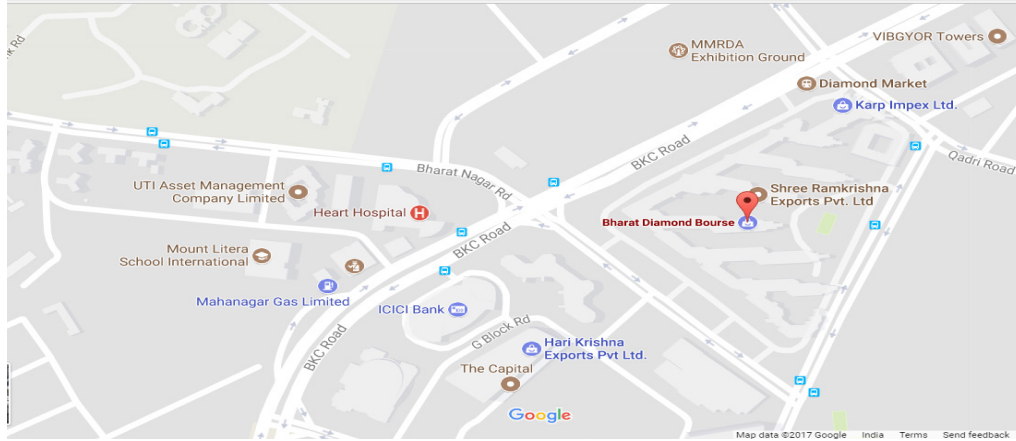 nk Rd
MMRDA
Exhibition Ground
VIBGYOR Towers
Diamond Market
Karp Impex Ltd.
BKC Road
Qadri Road
Bharat Nagar Rd
UTI Asset Management
Company Limited
Shree Ramkrishna
Exports Pvt. Ltd
Heart Hospital
H
Bharat Diamond Bourse
BKC Road
Mount Litera
School International
Mahanagar Gas Limited
ICICI Bank
G Block Rd
BKC Road
Hari Krishna
Exports Pvt Ltd.
The Capital
Google
Map data ©2017 Google India Terms Send feedback